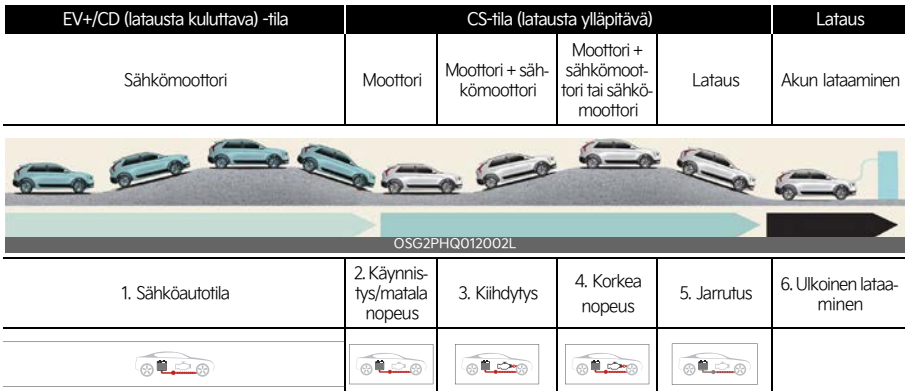 EV+/CD (latausta kuluttava) -tila
CS-tila (latausta ylläpitävä)
Lataus
Sähkömoottori
Moottori
Moottori + säh-
kömoottori
Moottori +
sähkömoot-
tori tai sähkö-
moottori
Lataus
Akun lataaminen
OSG2PHQ012002L
1. Sähköautotila
2. Käynnis-
tys/matala
nopeus
3. Kiihdytys
4. Korkea
nopeus
5. Jarrutus
6. Ulkoinen lataa-
minen